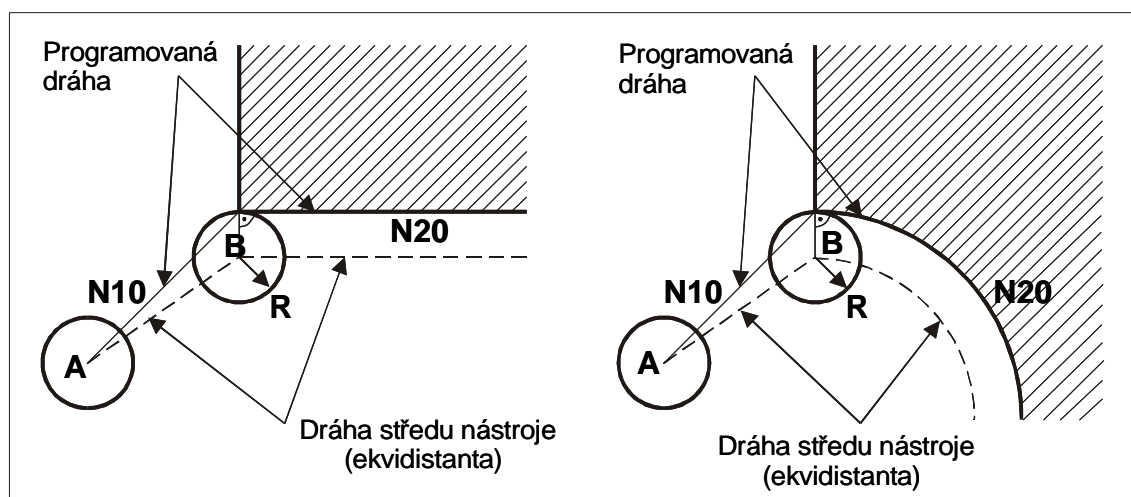 Programovaná
dráha
B
N20
N10
R
A
Dráha středu nástroje
(ekvidistanta)
Programovaná
dráha
B
N10
N20
R
A
Dráha středu nástroje
(ekvidistanta)